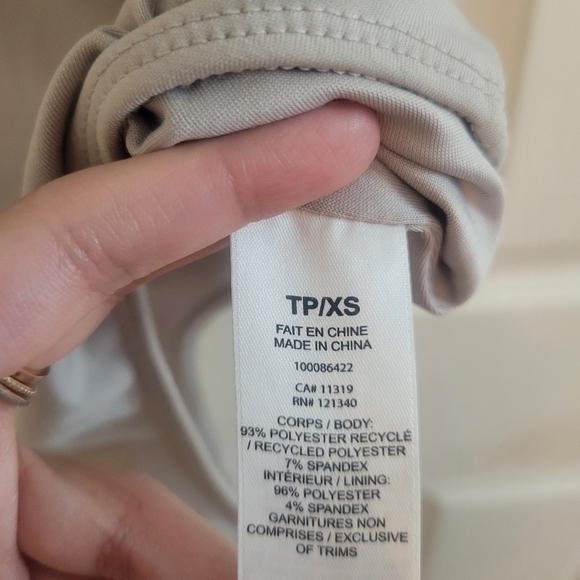 TP/XS
FAIT EN CHINE
MADE IN CHINA
100086422
CA# 11319
RN# 121340
CORPS / BODY:
93% POLYESTER RECYCLÉ
/ RECYCLED POLYESTER
7% SPANDEX
INTÉRIEUR / LINING:
96% POLYESTER
4% SPANDEX
GARNITURES NON
COMPRISES / EXCLUSIVE
OF TRIMS